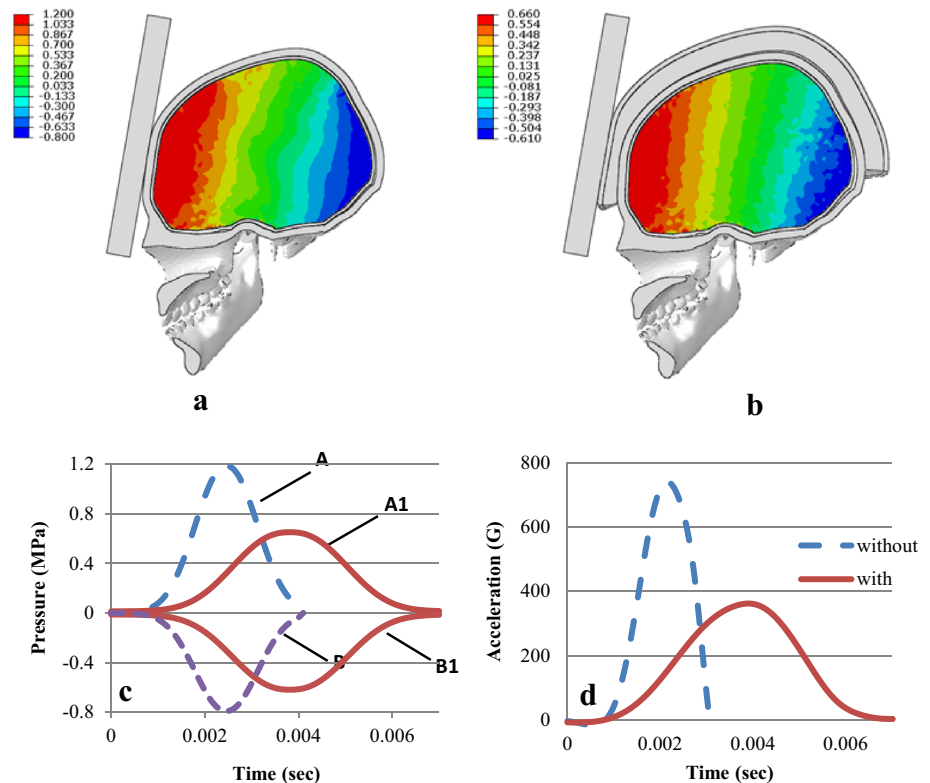 1.200
1.033
0.867
0.700
0.533
0.367
0.200
0.033
-0.133
-0.300
-0.467
-0.633
-0.800
a
0.660
0.554
0.448
0.342
0.237
0.131
0.025
-0.081
-0.187
-0.293
-0.398
-0.504
-0.610
b
Pressure (MPa)
1.2
0.8
0.4
0
-0.4
-0.8
A
A1
B
B1
c
0 0.002 0.004 0.006
Time (sec)
Acceleration (G)
800
600
400
200
0
without
with
d
0 0.002 0.004 0.006
Time (sec)